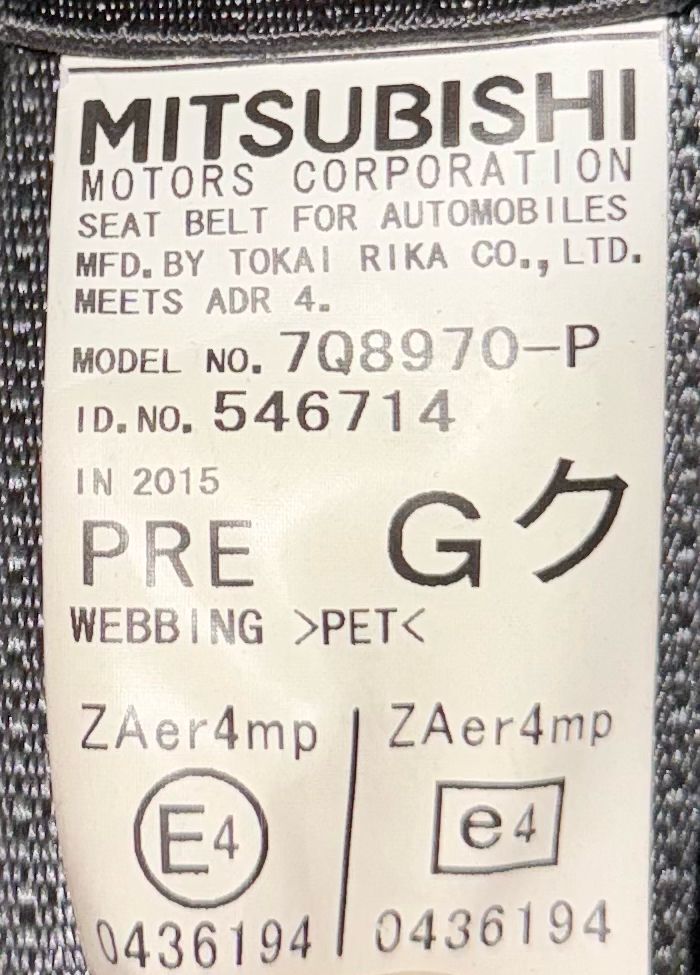 MITSUBISHI
MOTORS CORPORATION
SEAT BELT FOR AUTOMOBILES
MFD. BY TOKAI RIKA CO., LTD.
MEETS ADR 4.
MODEL NO. 7Q8970-P
ID. NO. 546714
IN 2015
PRE Gク
WEBBING >PET<
ZAer4mp ZAer4mp
E4 e4
0436194 0436194